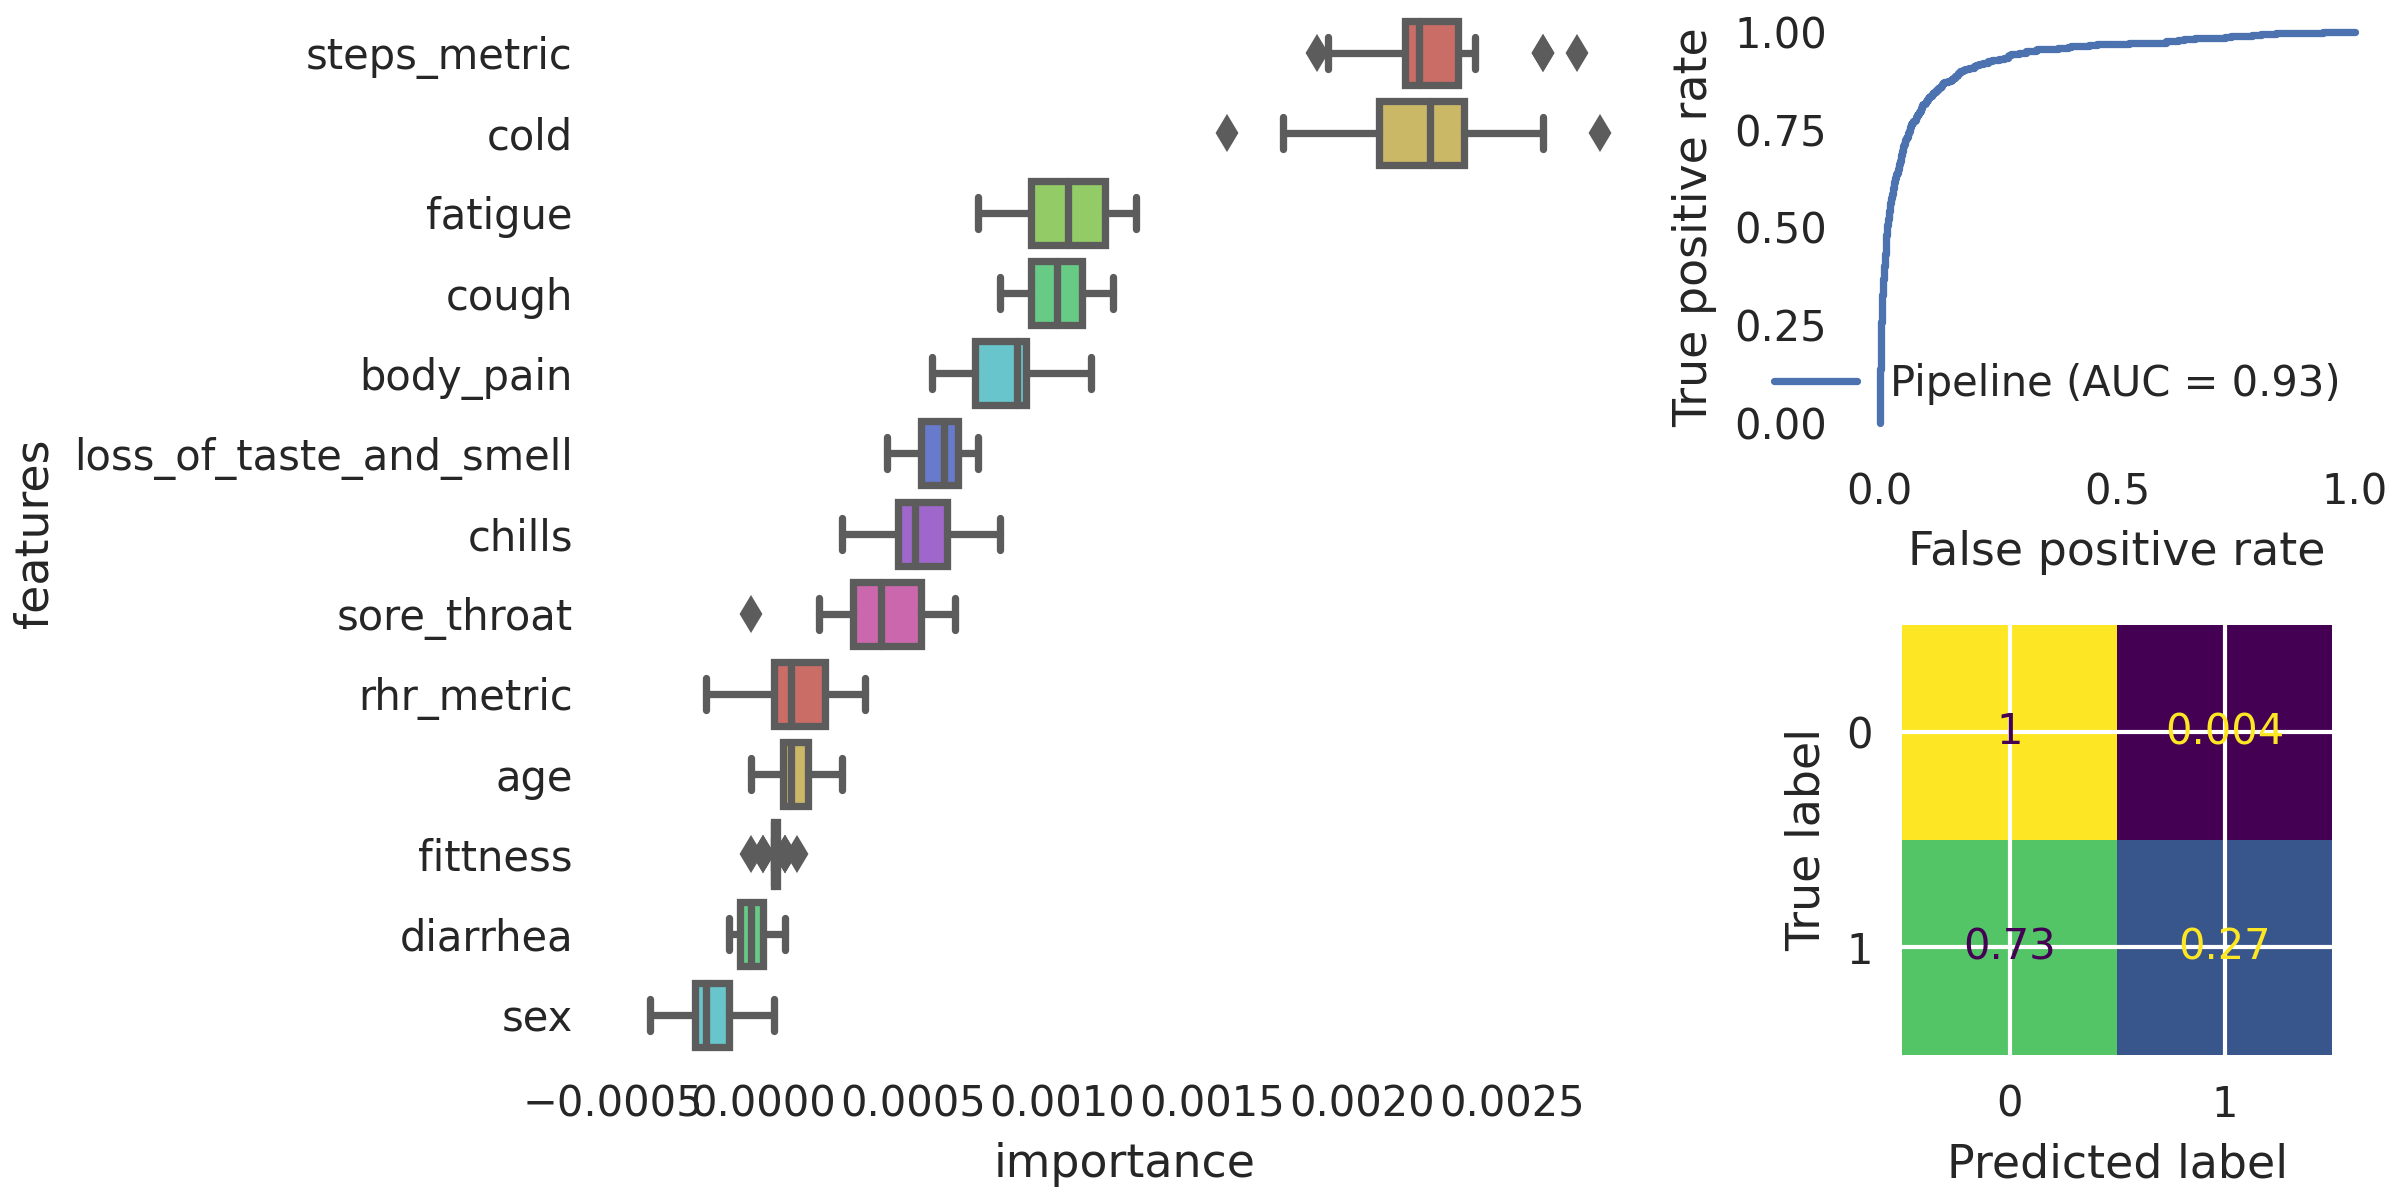 steps_metric
cold
fatigue
cough
body_pain
loss_of_taste_and_smell
chills
sore_throat
rhr_metric
age
fittness
diarrhea
sex
features
−0.0005 0.0000 0.0005 0.0010 0.0015 0.0020 0.0025
importance
True positive rate
1.00
0.75
0.50
0.25
0.00
Pipeline (AUC = 0.93)
0.0 0.5 1.0
False positive rate
True label
0
1
1 0.004
0.73 0.27
0 1
Predicted label